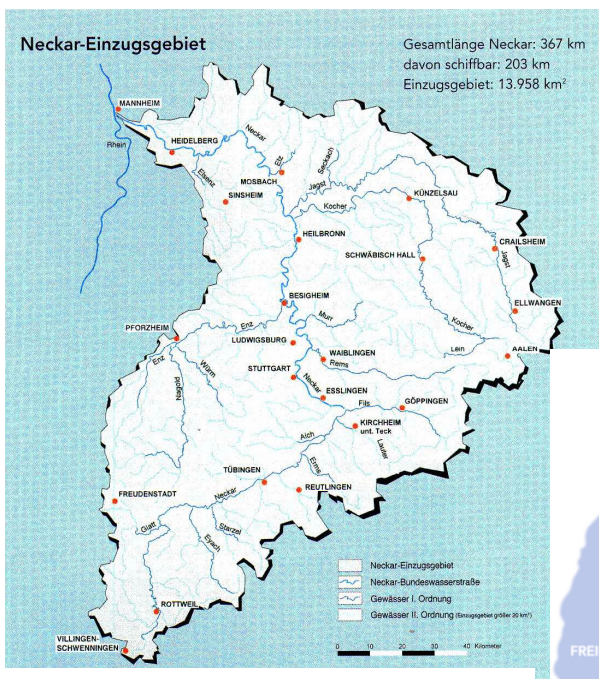 Neckar-Einzugsgebiet
Gesamtlänge Neckar: 367 km
davon schiffbar: 203 km
Einzugsgebiet: 13.958 km²
MANNHEIM
Rhein
HEIDELBERG
Neckar
Elz
Seckach
MOSBACH
Jagst
Elsenz
SINSHEIM
Kocher
KÜNZELSAU
HEILBRONN
CRAILSHEIM
Jagst
SCHWÄBISCH HALL
BESIGHEIM
ELLWANGEN
Murr
PFORZHEIM
Enz
Kocher
LUDWIGSBURG
WAIBLINGEN
Lein
AALEN
Enz
Würm
Rems
STUTTGART
Nagold
Neckar
ESSLINGEN
Fils
GÖPPINGEN
KIRCHHEIM
unt. Teck
Aich
Lauter
TÜBINGEN
Erms
FREUDENSTADT
Neckar
REUTLINGEN
Glatt
Starzel
Eyach
ROTTWEIL
VILLINGEN-
SCHWENNINGEN
Neckar-Einzugsgebiet
Neckar-Bundeswasserstraße
Gewässer I. Ordnung
Gewässer II. Ordnung (Einzugsgebiet größer 20 km²)
0 10 20 30 40 Kilometer
FREI